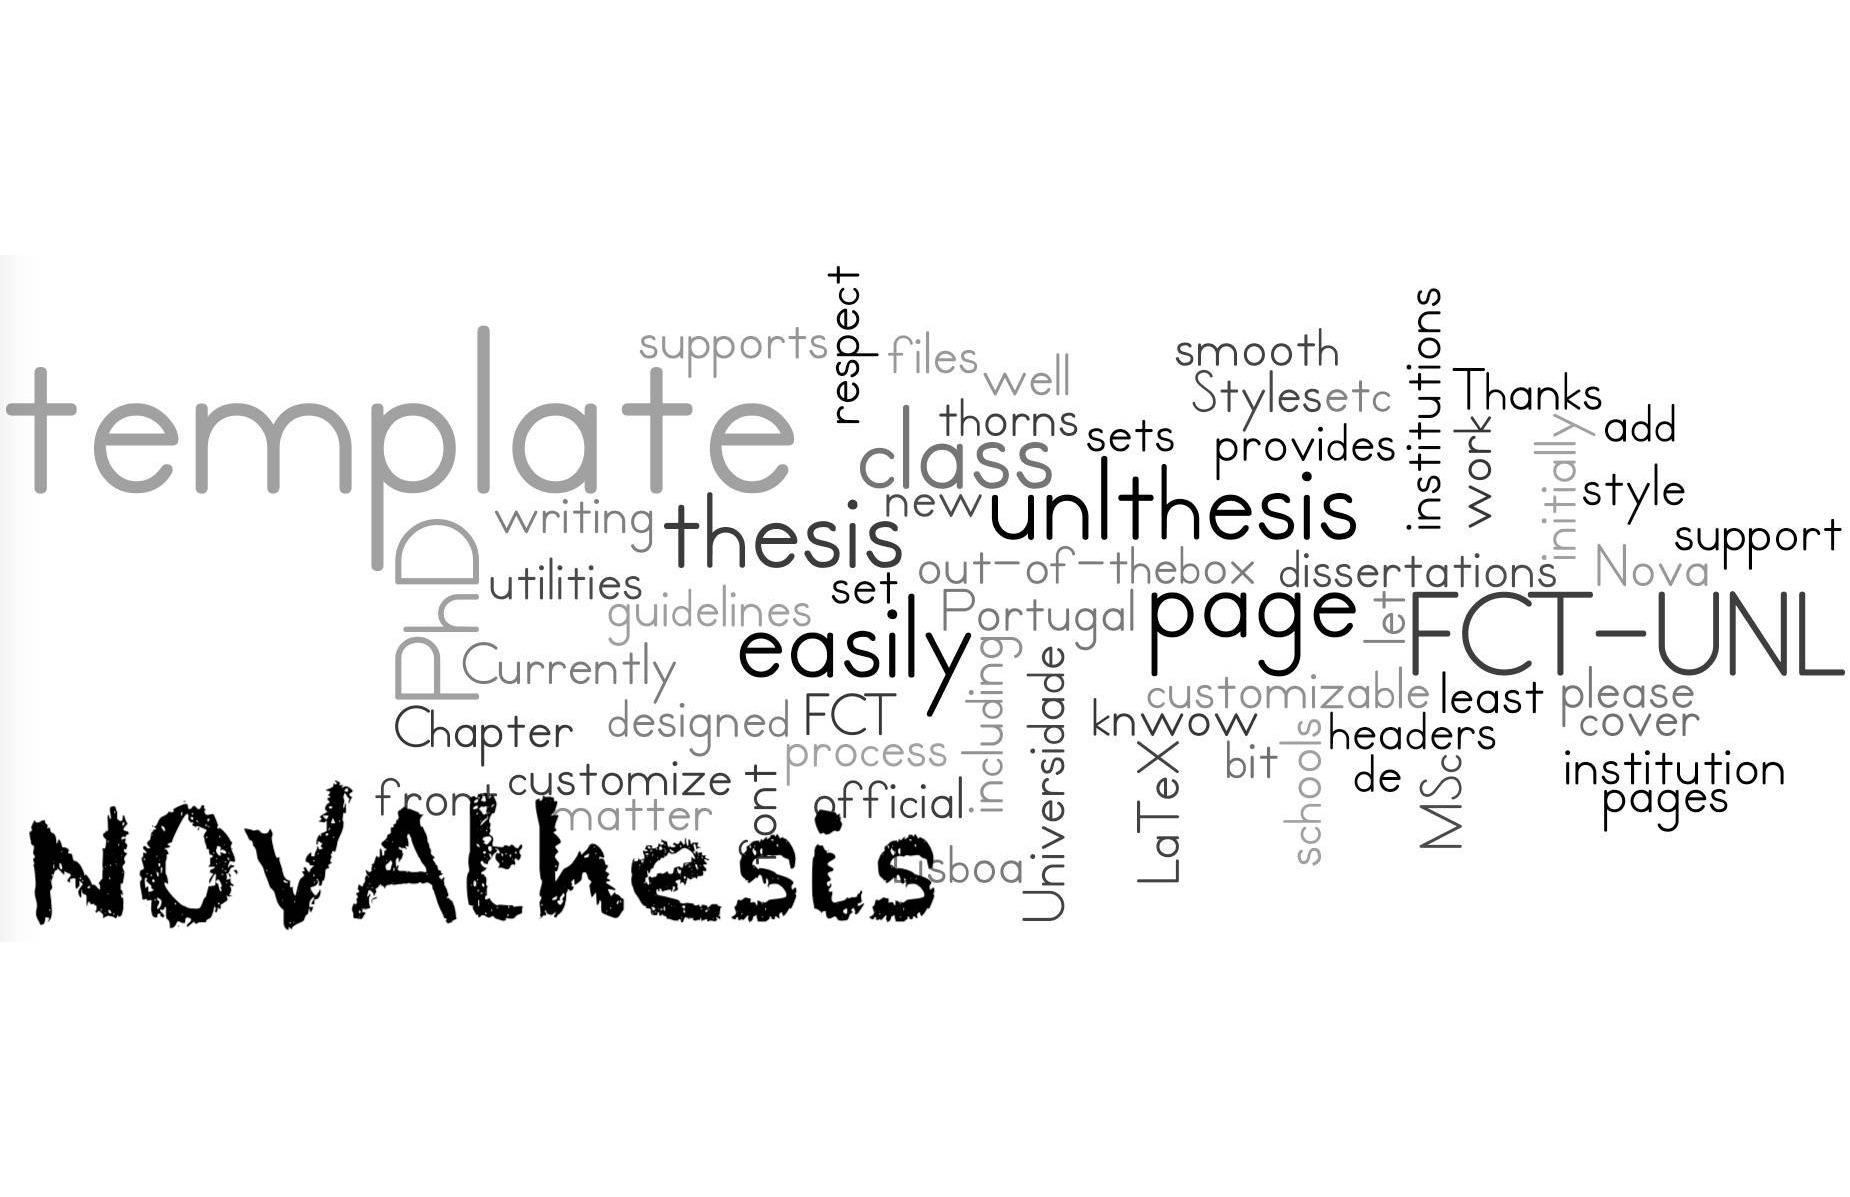 respect
institutions
supports
files
well
smooth
template
Styles
etc
Thanks
add
thorns
sets
provides
work
initially
class
style
writing
thesis
new
unlthesis
support
PhD
utilities
set
out-of-thebox
dissertations
Nova
guidelines
easily
Portugal
page
let
FCT-UNL
Currently
including
Universidade
customizable
least
please
Chapter
designed
FCT
knwow
schools
headers
cover
process
LaTeX
bit
de
MSc
institution
front
customize
font
official
pages
matter
NOVAthesis
Lisboa